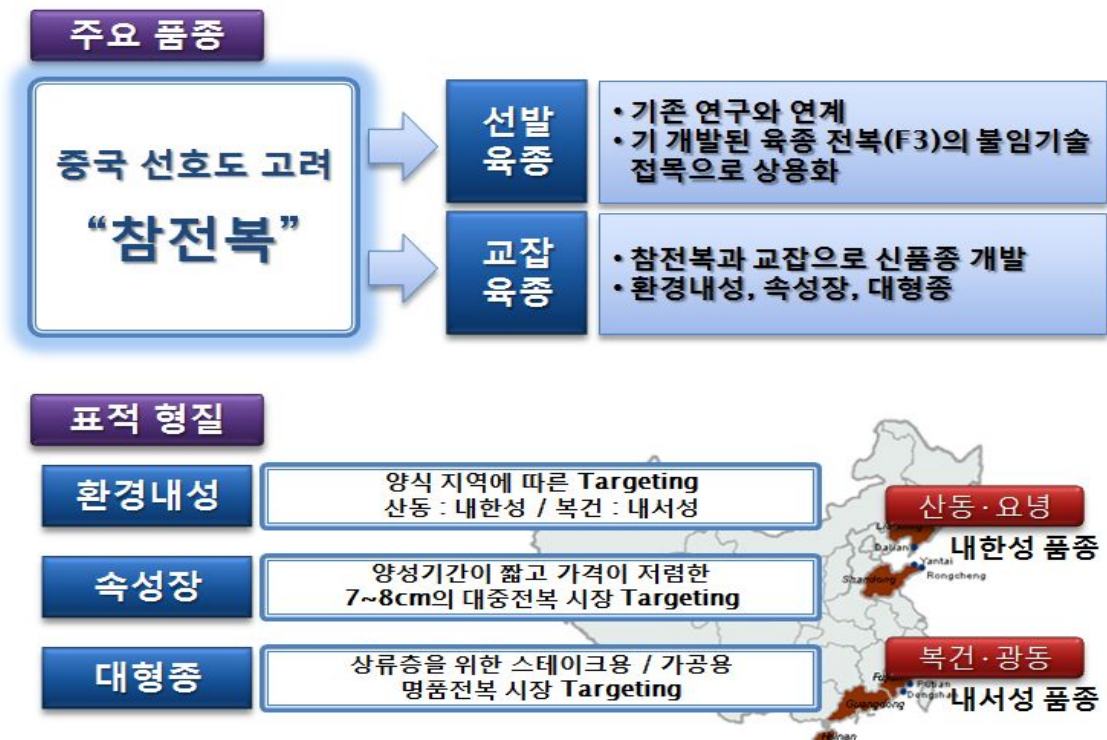 주요 품종
중국 선호도 고려
“참전복”
선발
육종
• 기존 연구와 연계
• 기 개발된 육종 전복(F3)의 불임기술
접목으로 상용화
교잡
육종
• 참전복과 교잡으로 신품종 개발
• 환경내성, 속성장, 대형종
표적 형질
환경내성
양식 지역에 따른 Targeting
산동 : 내한성 / 복건 : 내서성
속성장
양성기간이 짧고 가격이 저렴한
7~8cm의 대중전복 시장 Targeting
대형종
상류층을 위한 스테이크용 / 가공용
명품전복 시장 Targeting
산동·요녕
내한성 품종
Dalian
Yantai
Rongcheng
Shandong
복건·광동
내서성 품종
Dongshan
Guangdong
Hainan